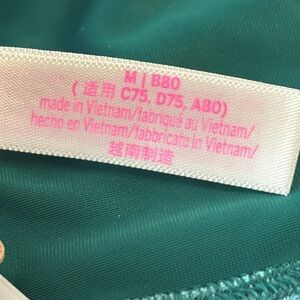 M | B80
(适用 C75, D75, A80)
made in Vietnam/fabriqué au Vietnam/
hecho en Vietnam/fabbricato in Vietnam/
越南制造